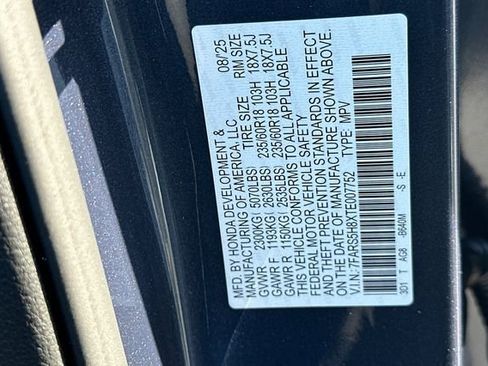 MFD. BY HONDA DEVELOPMENT & 08/'25
MANUFACTURING OF AMERICA, LLC
TIRE SIZE RIM SIZE
GVWR 2300KG( 5070LBS) 235/60R18 103H 18X7.5J
GAWR F 1193KG( 2630LBS) 235/60R18 103H 18X7.5J
GAWR R 1150KG( 2535LBS) 235/60R18 103H 18X7.5J
THIS VEHICLE CONFORMS TO ALL APPLICABLE
FEDERAL MOTOR VEHICLE SAFETY
AND THEFT PREVENTION STANDARDS IN EFFECT
ON THE DATE OF MANUFACTURE SHOWN ABOVE.
V.I.N.: 7FARS5H8XTE007752 TYPE: MPV
3D1 T AG8 B640M -S -E